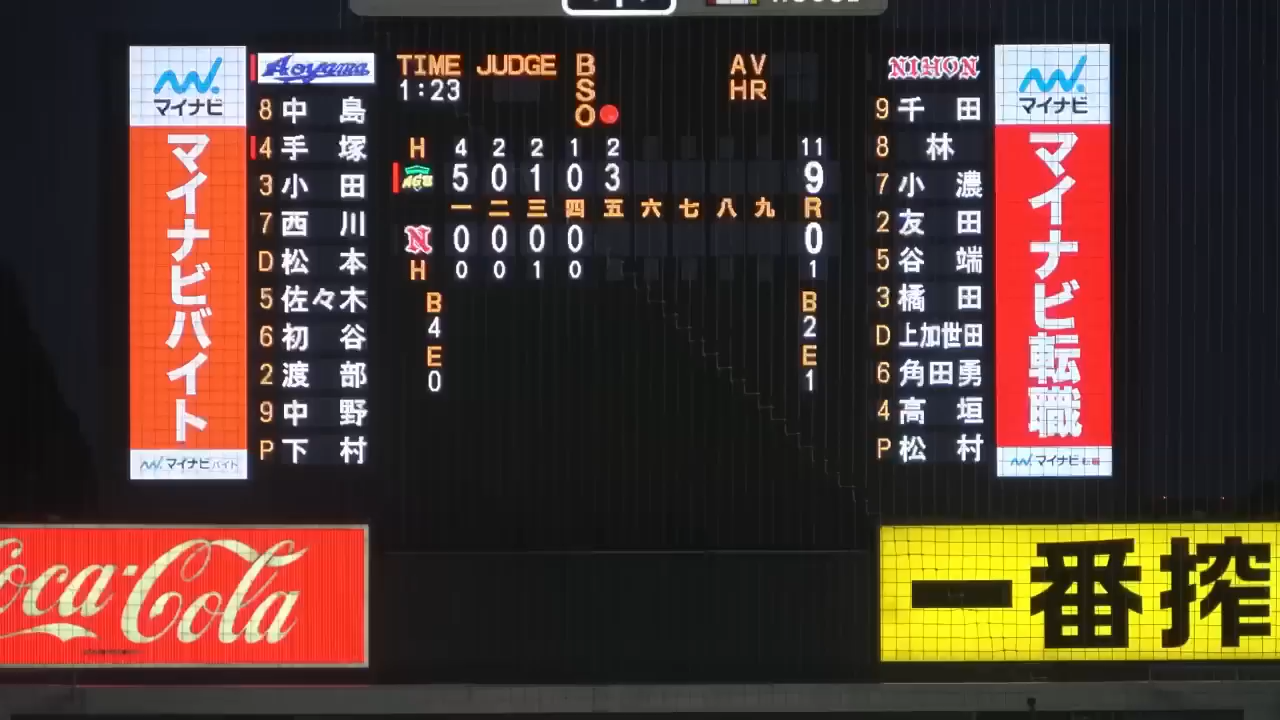 マイナビ
マイナビバイト
マイナビバイト
Aoyama
8 中島
4 手塚
3 小田
7 西川
D 松本
5 佐々木
6 初谷
2 渡部
9 中野
P 下村
TIME JUDGE B AV
1:23 S HR
O
H 4 2 2 1 2 11
AGU 5 0 1 0 3 9
一 二 三 四 五 六 七 八 九 R
N 0 0 0 0 0
H 0 0 1 0 1
B B
4 2
E E
0 1
NIHON
9 千田
8 林
7 小濃
2 友田
5 谷端
3 橘田
D 上加世田
6 角田勇
4 高垣
P 松村
マイナビ
マイナビ転職
マイナビ転職
Coca-Cola
一番搾